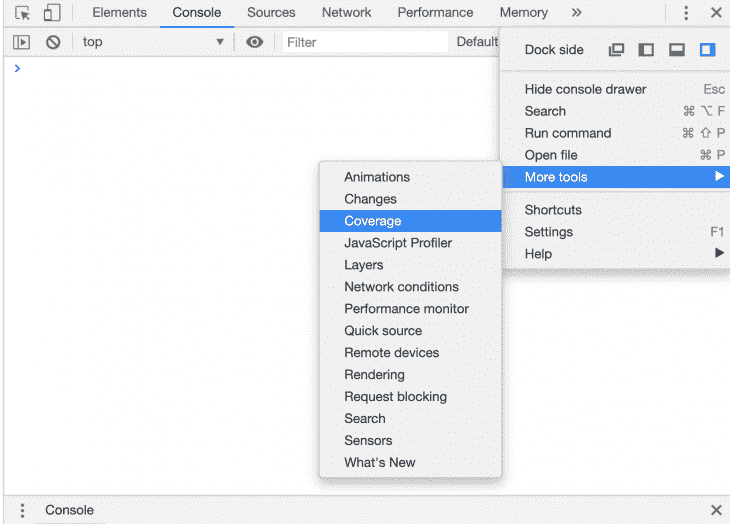 Elements Console Sources Network Performance Memory »
top ▼ Filter Default
>
Dock side
Hide console drawer Esc
Search ⌘ ⌥ F
Run command ⌘ ⇧ P
Open file ⌘ P
More tools ▶
Shortcuts
Settings F1
Help ▶
Animations
Changes
Coverage
JavaScript Profiler
Layers
Network conditions
Performance monitor
Quick source
Remote devices
Rendering
Request blocking
Search
Sensors
What's New
Console